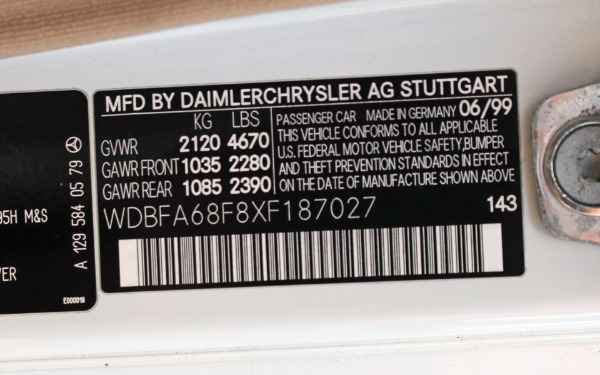 MFD BY DAIMLERCHRYSLER AG STUTTGART
KG LBS
GVWR 2120 4670
GAWR FRONT 1035 2280
GAWR REAR 1085 2390
PASSENGER CAR MADE IN GERMANY 06/99
THIS VEHICLE CONFORMS TO ALL APPLICABLE
U.S. FEDERAL MOTOR VEHICLE SAFETY,BUMPER
AND THEFT PREVENTION STANDARDS IN EFFECT
ON THE DATE OF MANUFACTURE SHOWN ABOVE
WDBFA68F8XF187027 143
95H M&S
VER
A 129 584 05 79